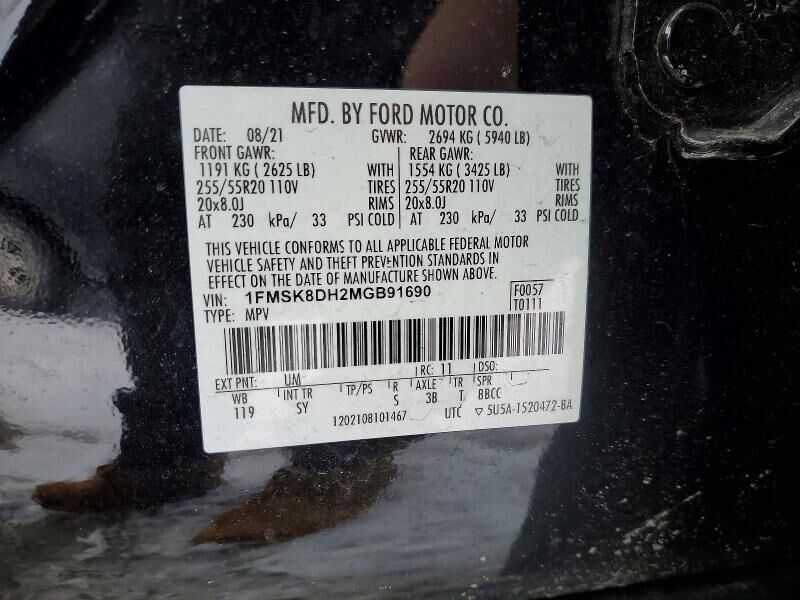 MFD. BY FORD MOTOR CO.
DATE: 08/21 GVWR: 2694 KG ( 5940 LB)
FRONT GAWR: REAR GAWR:
1191 KG ( 2625 LB) WITH 1554 KG ( 3425 LB) WITH
255/55R20 110V TIRES 255/55R20 110V TIRES
20x8.0J RIMS 20x8.0J RIMS
AT 230 kPa/ 33 PSI COLD AT 230 kPa/ 33 PSI COLD
THIS VEHICLE CONFORMS TO ALL APPLICABLE FEDERAL MOTOR
VEHICLE SAFETY AND THEFT PREVENTION STANDARDS IN
EFFECT ON THE DATE OF MANUFACTURE SHOWN ABOVE.
VIN: 1FMSK8DH2MGB91690 F0057
TYPE: MPV T0111
EXT PNT: UM RC: 11 DSO:
WB INT TR TP/PS R AXLE TR SPR
119 SY S 3B T BBCC
1202108101467 UTC ▽ 5U5A-1520472-BA